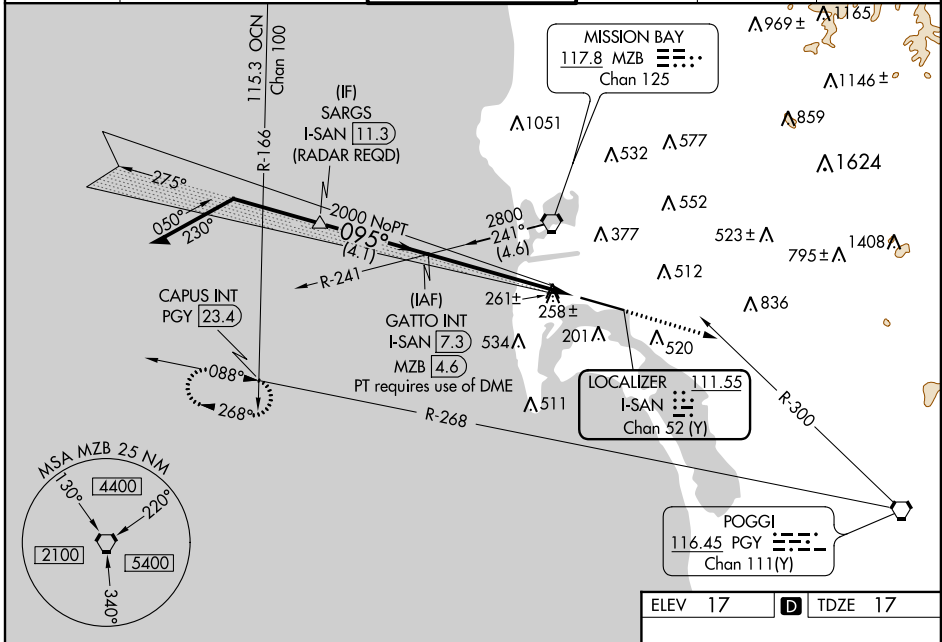 115.3 OCN
Chan 100
R-166
(IF)
SARGS
I-SAN 11.3
(RADAR REQD)
MISSION BAY
117.8 MZB
Chan 125
969±
1165
1146±
859
1624
1051
532
577
552
377
523±
795±
1408
512
836
275°
050°
230°
2000 NoPT
095°
(4.1)
2800
241°
(4.6)
R-241
261±
258±
(IAF)
GATTO INT
I-SAN 7.3
MZB 4.6
PT requires use of DME
534
201
520
511
CAPUS INT
PGY 23.4
088°
268°
R-268
LOCALIZER 111.55
I-SAN
Chan 52 (Y)
R-300
MSA MZB 25 NM
130°
4400
220°
2100
5400
340°
POGGI
116.45 PGY
Chan 111(Y)
ELEV 17 D TDZE 17